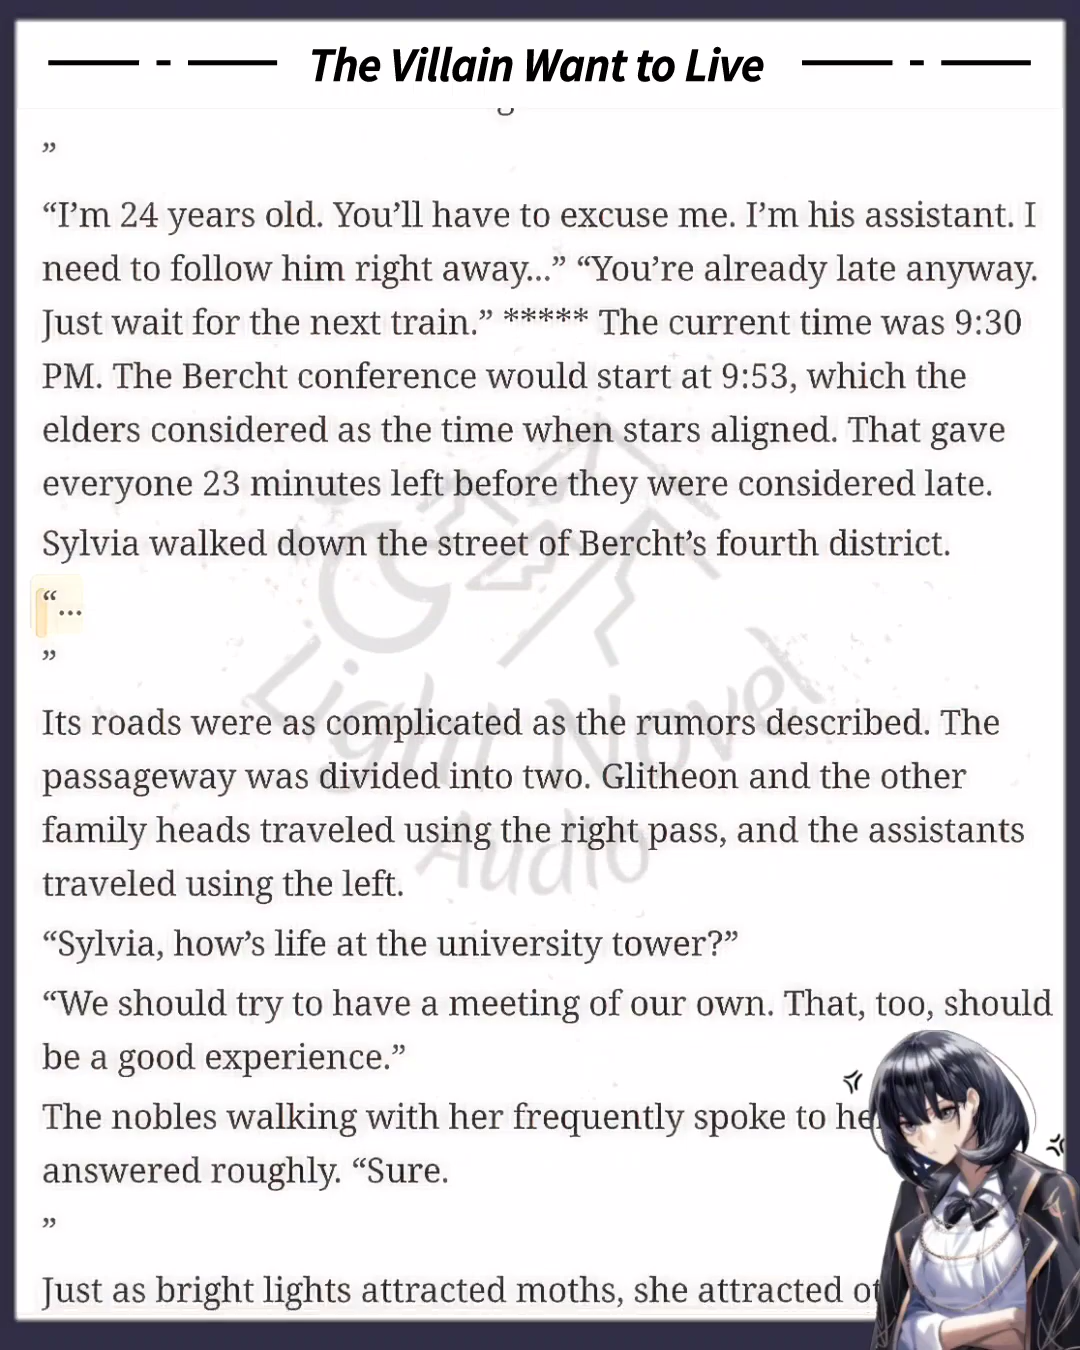 The Villain Want to Live
”
“I’m 24 years old. You’ll have to excuse me. I’m his assistant. I
need to follow him right away...” “You’re already late anyway.
Just wait for the next train.” ***** The current time was 9:30
PM. The Bercht conference would start at 9:53, which the
elders considered as the time when stars aligned. That gave
everyone 23 minutes left before they were considered late.
Sylvia walked down the street of Bercht’s fourth district.
“...
”
Its roads were as complicated as the rumors described. The
passageway was divided into two. Glitheon and the other
family heads traveled using the right pass, and the assistants
traveled using the left.
“Sylvia, how’s life at the university tower?”
“We should try to have a meeting of our own. That, too, should
be a good experience.”
The nobles walking with her frequently spoke to
answered roughly. “Sure.
”
Just as bright lights attracted moths, she attracted
Light Novel
Audio